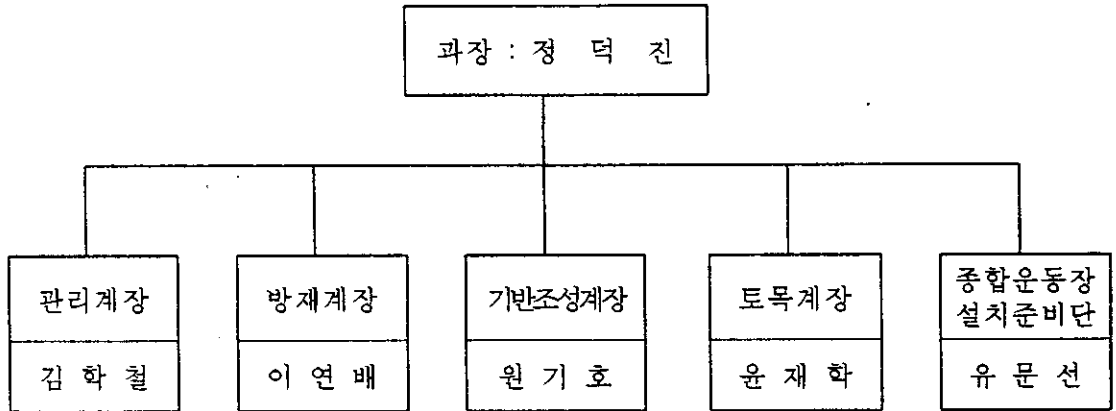 과장 : 정 덕 진
관리계장
김 학 철
방재계장
이 연 배
기반조성계장
원 기 호
토목계장
윤 재 학
종합운동장
설치준비단
유 문 선